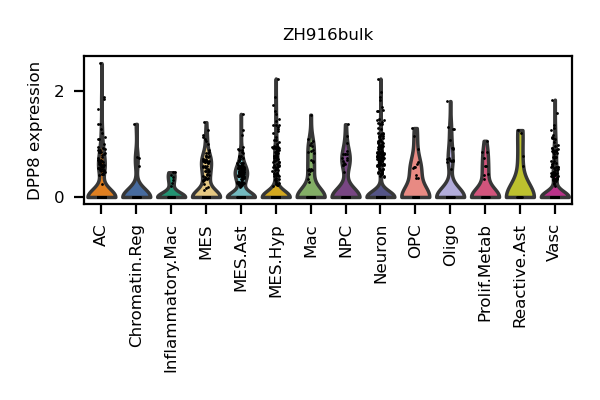 ZH916bulk
DPP8 expression
2
0
AC
Chromatin.Reg
Inflammatory.Mac
MES
MES.Ast
MES.Hyp
Mac
NPC
Neuron
OPC
Oligo
Prolif.Metab
Reactive.Ast
Vasc